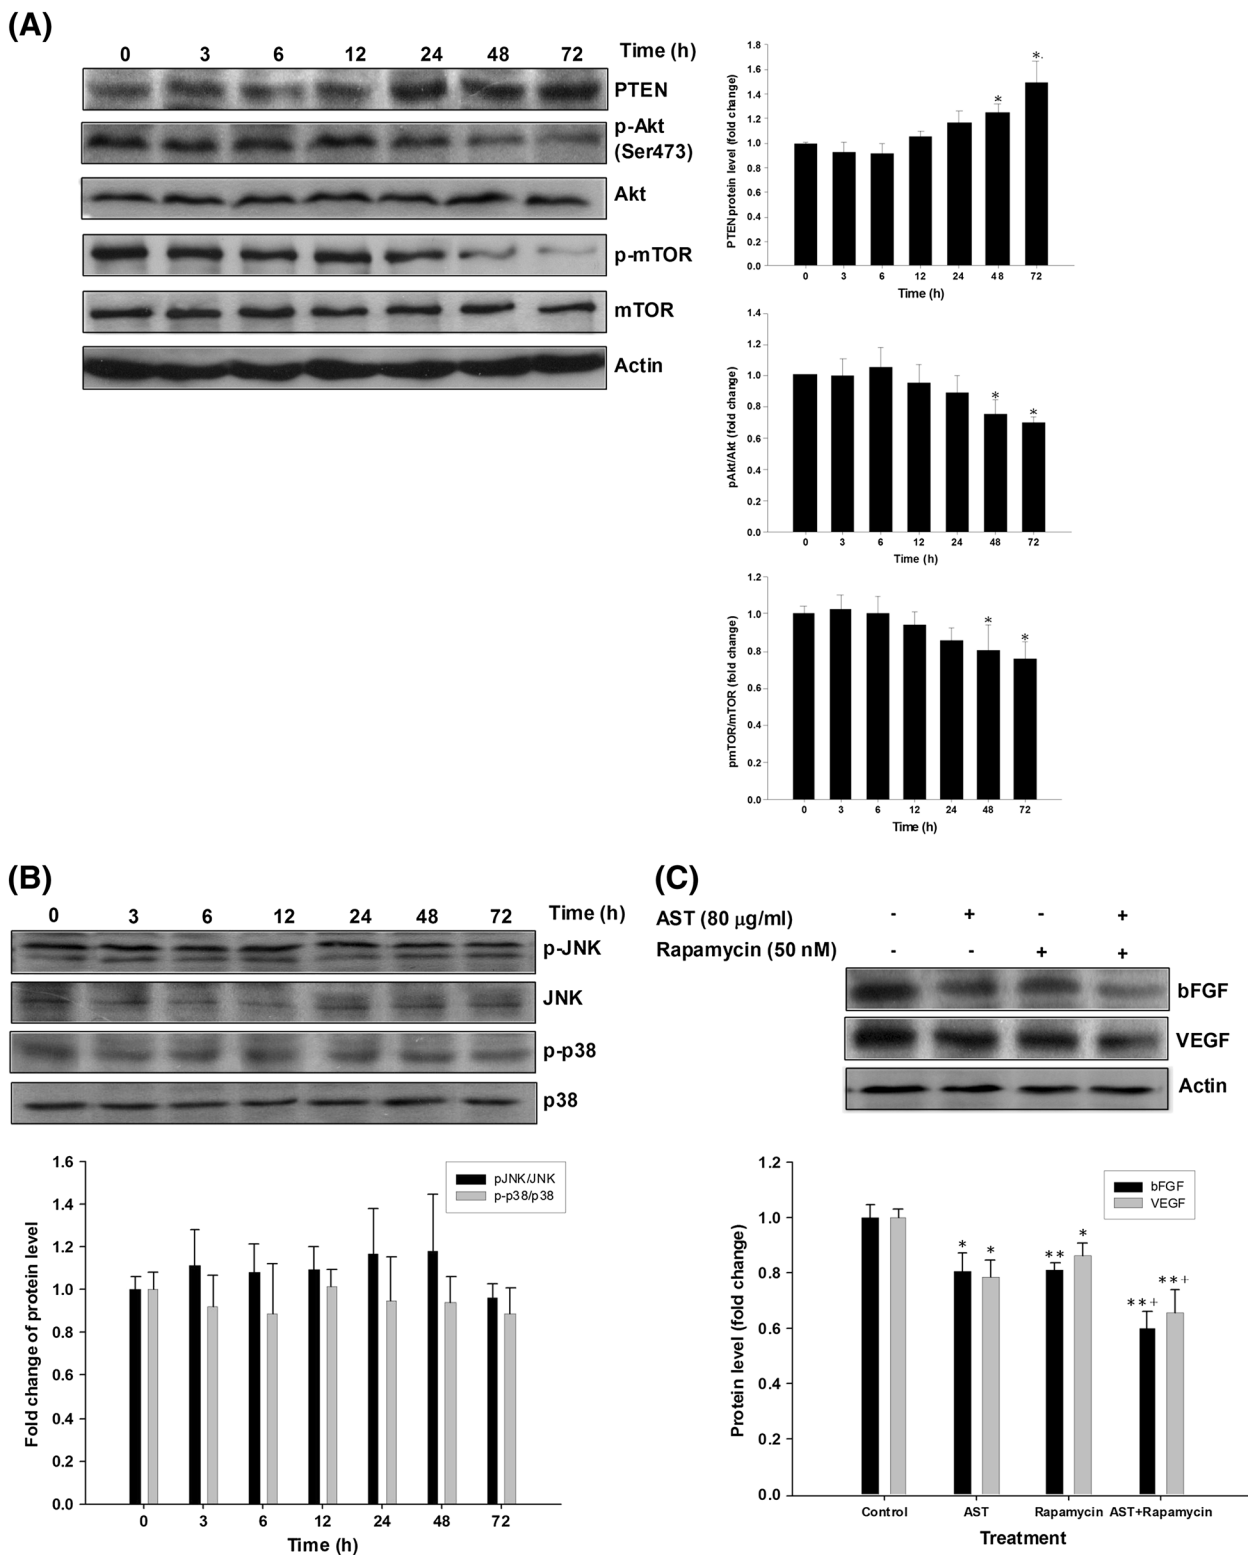 (A)
0 3 6 12 24 48 72 Time (h)
PTEN
p-Akt
(Ser473)
Akt
p-mTOR
mTOR
Actin
PTEN protein level (fold change)
1.8
1.6
1.4
1.2
1.0
0.8
0.6
0.4
0.2
0.0
* *.
0 3 6 12 24 48 72
Time (h)
pAkt/Akt (fold change)
1.4
1.2
1.0
0.8
0.6
0.4
0.2
0.0
* *
0 3 6 12 24 48 72
Time (h)
pmTOR/mTOR (fold change)
1.2
1.0
0.8
0.6
0.4
0.2
0.0
* *
0 3 6 12 24 48 72
Time (h)
(B)
0 3 6 12 24 48 72 Time (h)
p-JNK
JNK
p-p38
p38
Fold change of protein level
1.6
1.4
1.2
1.0
0.8
0.6
0.4
0.2
0.0
pJNK/JNK
p-p38/p38
0 3 6 12 24 48 72
Time (h)
(C)
AST (80 μg/ml) - + - +
Rapamycin (50 nM) - - + +
bFGF
VEGF
Actin
Protein level (fold change)
1.2
1.0
0.8
0.6
0.4
0.2
0.0
bFGF
VEGF
* * ** * **+ **+
Control AST Rapamycin AST+Rapamycin
Treatment